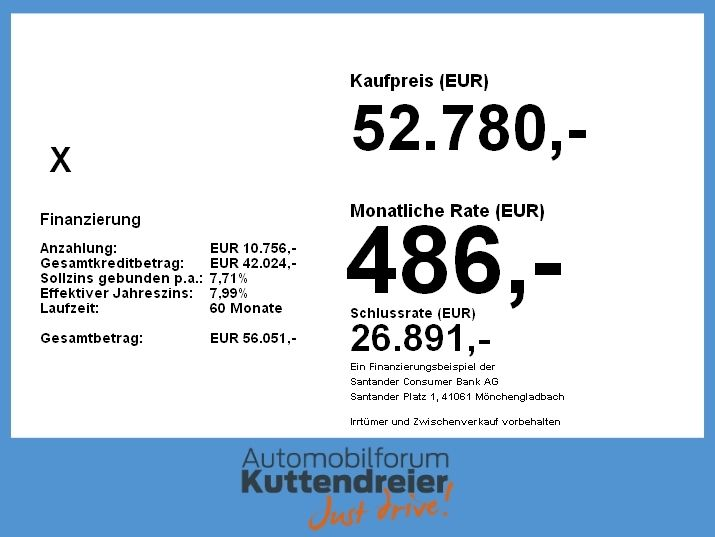 Kaufpreis (EUR)
52.780,-
X
Finanzierung
Anzahlung: EUR 10.756,-
Gesamtkreditbetrag: EUR 42.024,-
Sollzins gebunden p.a.: 7,71%
Effektiver Jahreszins: 7,99%
Laufzeit: 60 Monate
Gesamtbetrag: EUR 56.051,-
Monatliche Rate (EUR)
486,-
Schlussrate (EUR)
26.891,-
Ein Finanzierungsbeispiel der
Santander Consumer Bank AG
Santander Platz 1, 41061 Mönchengladbach
Irrtümer und Zwischenverkauf vorbehalten
Automobilforum
Kuttendreier
Just drive!